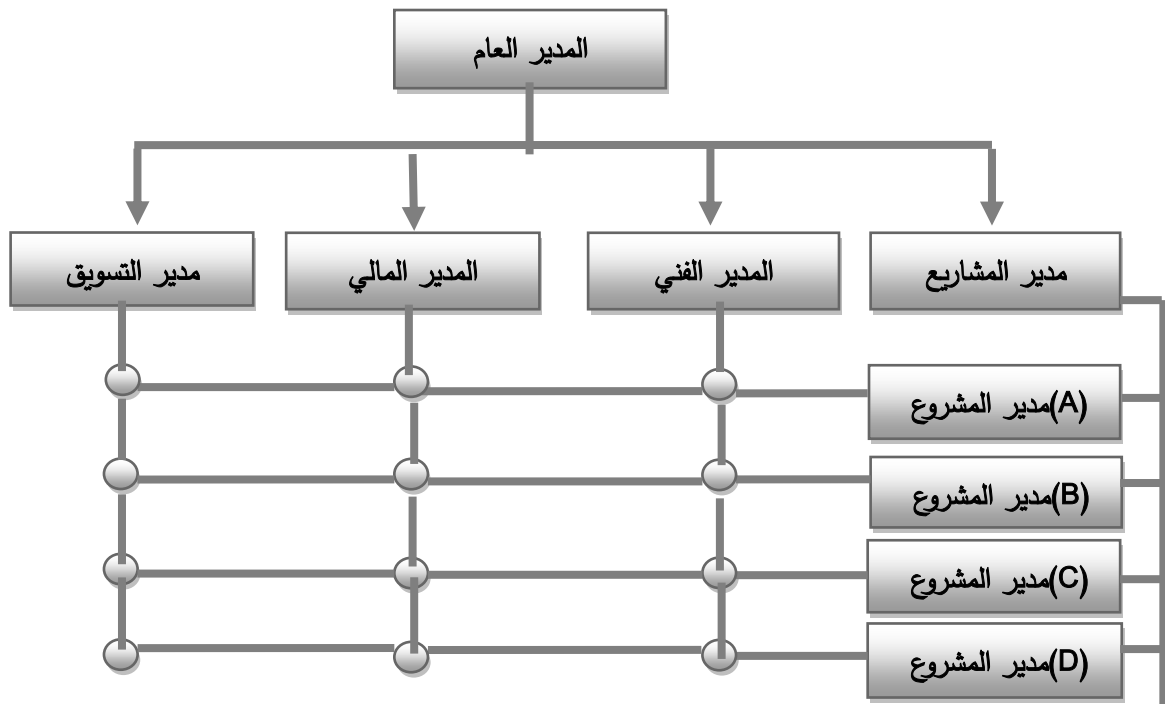 المدير العام
مدير المشاريع
المدير الفني
المدير المالي
مدير التسويق
مدير المشروع(A)
مدير المشروع(B)
مدير المشروع(C)
مدير المشروع(D)